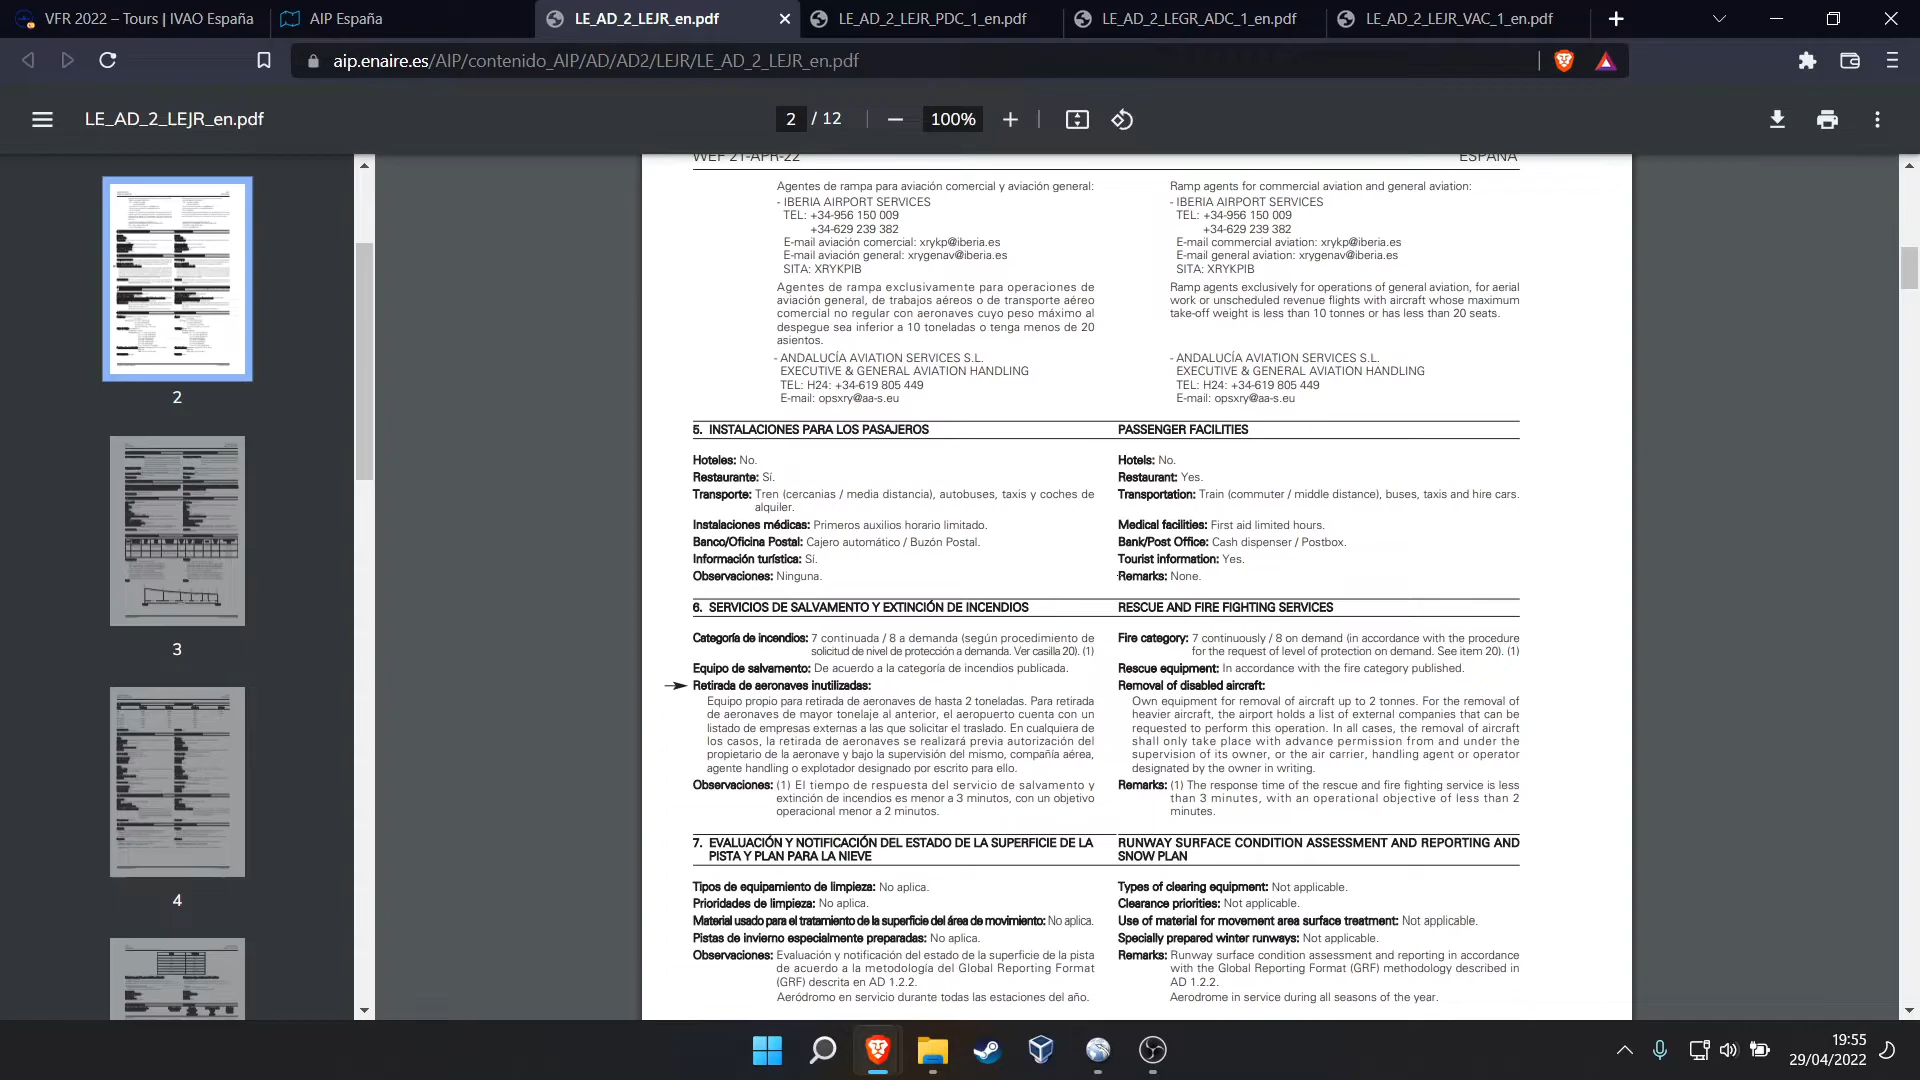 VFR 2022 – Tours | IVAO España
AIP España
LE_AD_2_LEJR_en.pdf
LE_AD_2_LEJR_PDC_1_en.pdf
LE_AD_2_LEGR_ADC_1_en.pdf
LE_AD_2_LEJR_VAC_1_en.pdf
aip.enaire.es/AIP/contenido_AIP/AD/AD2/LEJR/LE_AD_2_LEJR_en.pdf
LE_AD_2_LEJR_en.pdf
2 / 12
100%
2
3
4
WEF 21-APR-22
ESPAÑA
Agentes de rampa para aviación comercial y aviación general:
- IBERIA AIRPORT SERVICES
TEL: +34-956 150 009
+34-629 239 382
E-mail aviación comercial: xrykp@iberia.es
E-mail aviación general: xrygenav@iberia.es
SITA: XRYKPIB
Agentes de rampa exclusivamente para operaciones de
aviación general, de trabajos aéreos o de transporte aéreo
comercial no regular con aeronaves cuyo peso máximo al
despegue sea inferior a 10 toneladas o tenga menos de 20
asientos.
- ANDALUCÍA AVIATION SERVICES S.L.
EXECUTIVE & GENERAL AVIATION HANDLING
TEL: H24: +34-619 805 449
E-mail: opsxry@aa-s.eu
Ramp agents for commercial aviation and general aviation:
- IBERIA AIRPORT SERVICES
TEL: +34-956 150 009
+34-629 239 382
E-mail commercial aviation: xrykp@iberia.es
E-mail general aviation: xrygenav@iberia.es
SITA: XRYKPIB
Ramp agents exclusively for operations of general aviation, for aerial
work or unscheduled revenue flights with aircraft whose maximum
take-off weight is less than 10 tonnes or has less than 20 seats.
- ANDALUCÍA AVIATION SERVICES S.L.
EXECUTIVE & GENERAL AVIATION HANDLING
TEL: H24: +34-619 805 449
E-mail: opsxry@aa-s.eu
5. INSTALACIONES PARA LOS PASAJEROS
PASSENGER FACILITIES
Hoteles: No.
Restaurante: Sí.
Transporte: Tren (cercanias / media distancia), autobuses, taxis y coches de
alquiler.
Instalaciones médicas: Primeros auxilios horario limitado.
Banco/Oficina Postal: Cajero automático / Buzón Postal.
Información turística: Sí.
Observaciones: Ninguna.
Hotels: No.
Restaurant: Yes.
Transportation: Train (commuter / middle distance), buses, taxis and hire cars.
Medical facilities: First aid limited hours.
Bank/Post Office: Cash dispenser / Postbox.
Tourist information: Yes.
Remarks: None.
6. SERVICIOS DE SALVAMENTO Y EXTINCIÓN DE INCENDIOS
RESCUE AND FIRE FIGHTING SERVICES
Categoría de incendios: 7 continuada / 8 a demanda (según procedimiento de
solicitud de nivel de protección a demanda. Ver casilla 20). (1)
Equipo de salvamento: De acuerdo a la categoría de incendios publicada.
Retirada de aeronaves inutilizadas:
Equipo propio para retirada de aeronaves de hasta 2 toneladas. Para retirada
de aeronaves de mayor tonelaje al anterior, el aeropuerto cuenta con un
listado de empresas externas a las que solicitar el traslado. En cualquiera de
los casos, la retirada de aeronaves se realizará previa autorización del
propietario de la aeronave y bajo la supervisión del mismo, compañía aérea,
agente handling o explotador designado por escrito para ello.
Observaciones: (1) El tiempo de respuesta del servicio de salvamento y
extinción de incendios es menor a 3 minutos, con un objetivo
operacional menor a 2 minutos.
Fire category: 7 continuously / 8 on demand (in accordance with the procedure
for the request of level of protection on demand. See item 20). (1)
Rescue equipment: In accordance with the fire category published.
Removal of disabled aircraft:
Own equipment for removal of aircraft up to 2 tonnes. For the removal of
heavier aircraft, the airport holds a list of external companies that can be
requested to perform this operation. In all cases, the removal of aircraft
shall only take place with advance permission from and under the
supervision of its owner, or the air carrier, handling agent or operator
designated by the owner in writing.
Remarks: (1) The response time of the rescue and fire fighting service is less
than 3 minutes, with an operational objective of less than 2
minutes.
7. EVALUACIÓN Y NOTIFICACIÓN DEL ESTADO DE LA SUPERFICIE DE LA
PISTA Y PLAN PARA LA NIEVE
RUNWAY SURFACE CONDITION ASSESSMENT AND REPORTING AND
SNOW PLAN
Tipos de equipamiento de limpieza: No aplica.
Prioridades de limpieza: No aplica.
Material usado para el tratamiento de la superficie del área de movimiento: No aplica.
Pistas de invierno especialmente preparadas: No aplica.
Observaciones: Evaluación y notificación del estado de la superficie de la pista
de acuerdo a la metodología del Global Reporting Format
(GRF) descrita en AD 1.2.2.
Aeródromo en servicio durante todas las estaciones del año.
Types of clearing equipment: Not applicable.
Clearance priorities: Not applicable.
Use of material for movement area surface treatment: Not applicable.
Specially prepared winter runways: Not applicable.
Remarks: Runway surface condition assessment and reporting in accordance
with the Global Reporting Format (GRF) methodology described in
AD 1.2.2.
Aerodrome in service during all seasons of the year.
19:55
29/04/2022